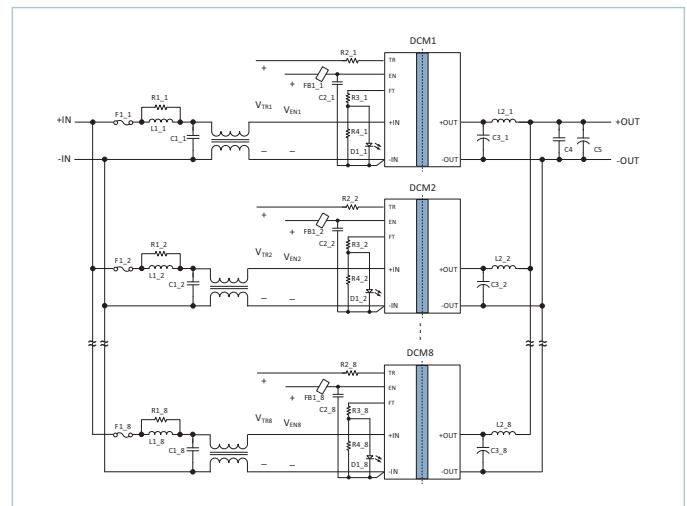 DCM1
R2_1
TR
+
EN
+
FB1_1
C2_1
FT
R3_1
R1_1
VTR1
VEN1
+IN
F1_1
L1_1
+IN
+OUT
L2_1
+OUT
C1_1
R4_1
C3_1
C4
C5
-IN
– –
D1_1
-IN
-OUT
-OUT
DCM2
R2_2
TR
+
EN
+
FB1_2
C2_2
FT
R3_2
R1_2
VTR2
VEN2
F1_2
L1_2
+IN
+OUT
L2_2
C1_2
R4_2
C3_2
– –
D1_2
-IN
-OUT
DCM8
R2_8
TR
+
EN
+
FB1_8
C2_8
FT
R3_8
R1_8
VTR8
VEN8
F1_8
L1_8
+IN
+OUT
L2_8
C1_8
R4_8
C3_8
– –
D1_8
-IN
-OUT